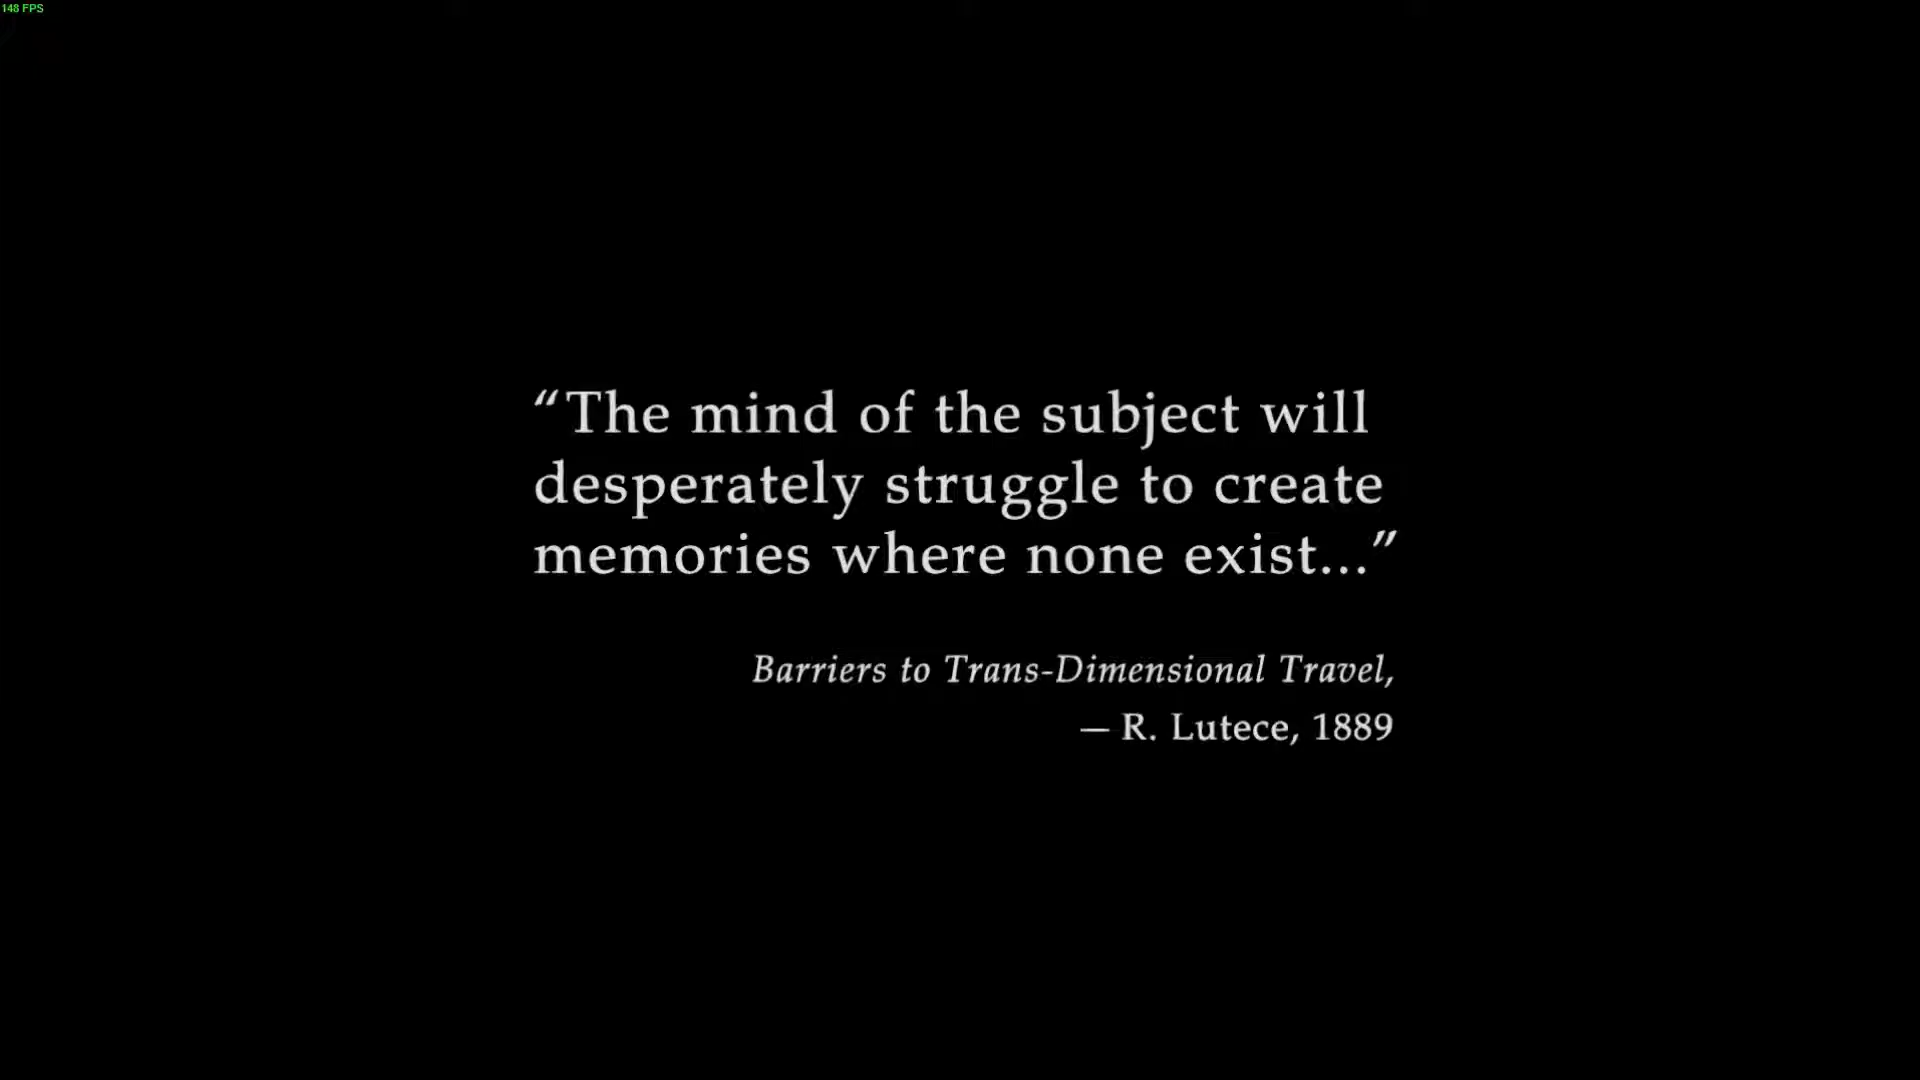 148 FPS
“The mind of the subject will
desperately struggle to create
memories where none exist...”
Barriers to Trans-Dimensional Travel,
— R. Lutece, 1889